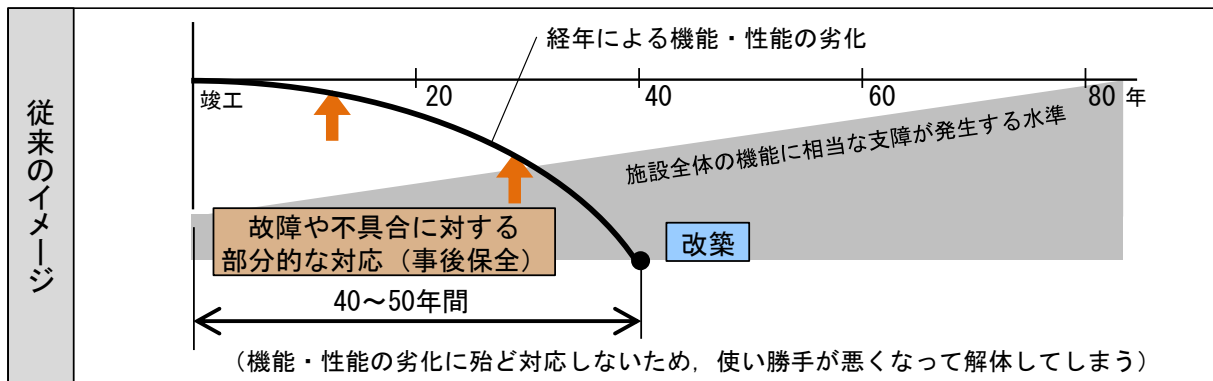 従来のイメージ
経年による機能・性能の劣化
竣工
20
40
60
80 年
施設全体の機能に相当な支障が発生する水準
故障や不具合に対する
部分的な対応（事後保全）
改築
40～50年間
（機能・性能の劣化に殆ど対応しないため，使い勝手が悪くなって解体してしまう）